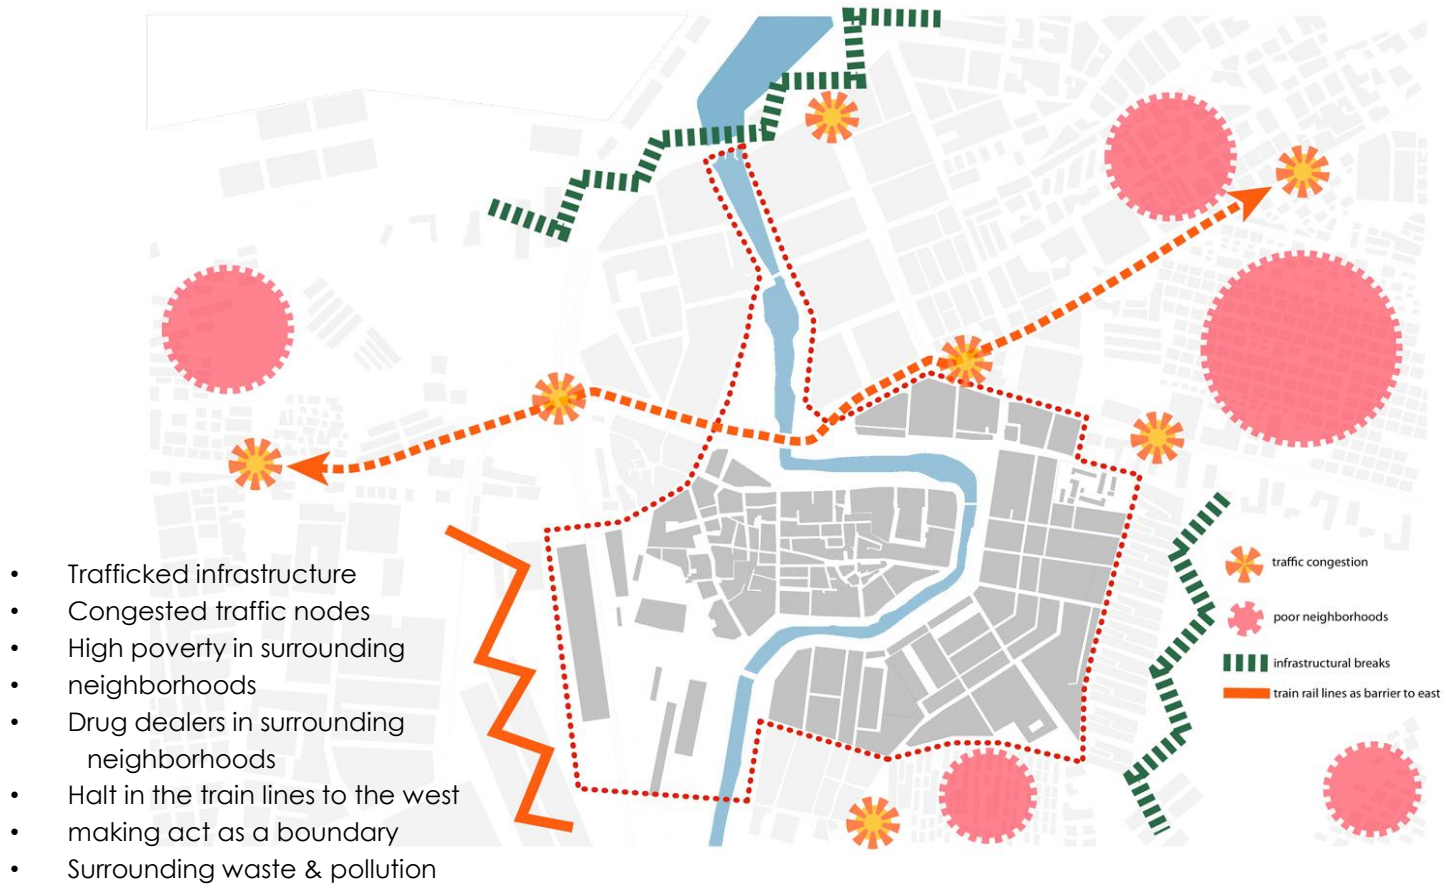 • Trafficked infrastructure
• Congested traffic nodes
• High poverty in surrounding
• neighborhoods
• Drug dealers in surrounding
neighborhoods
• Halt in the train lines to the west
• making act as a boundary
• Surrounding waste & pollution
traffic congestion
poor neighborhoods
infrastructural breaks
train rail lines as barrier to east